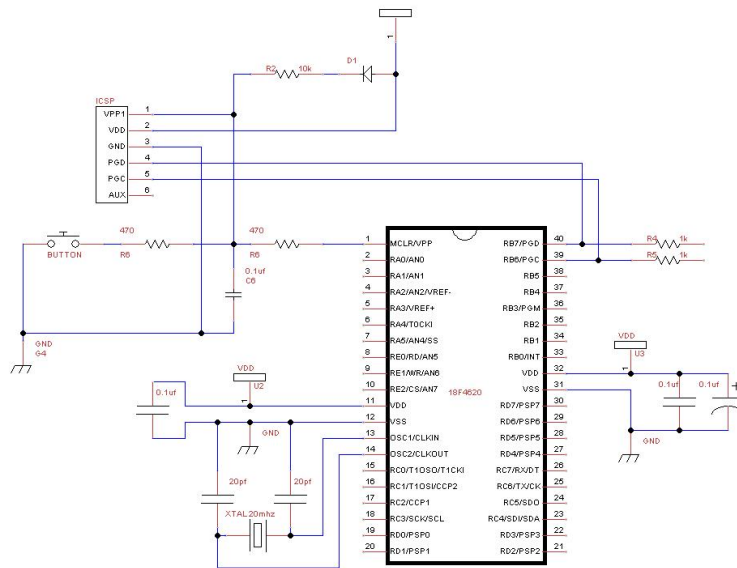 1
R2 10k D1
ICSP
VPP1 1
VDD 2
GND 3
PGD 4
PGC 5
AUX 6
470 470
BUTTON R6 R6
0.1uf
C6
GND
G4
1 MCLR/VPP RB7/PGD 40
2 RA0/AN0 RB6/PGC 39
3 RA1/AN1 RB5 38
4 RA2/AN2/VREF- RB4 37
5 RA3/VREF+ RB3/PGM 36
6 RA4/TOCKI RB2 35
7 RA5/AN4/SS RB1 34
8 RE0/RD/AN5 RB0/INT 33
9 RE1/WR/AN6 VDD 32
10 RE2/CS/AN7 VSS 31
11 VDD RD7/PSP7 30
12 VSS RD6/PSP6 29
13 OSC1/CLKIN RD5/PSP5 28
14 OSC2/CLKOUT RD4/PSP4 27
15 RC0/T1OSO/T1CKI RC7/RX/DT 26
16 RC1/T1OSI/CCP2 RC6/TX/CK 25
17 RC2/CCP1 RC5/SDO 24
18 RC3/SCK/SCL RC4/SDI/SDA 23
19 RD0/PSP0 RD3/PSP3 22
20 RD1/PSP1 RD2/PSP2 21
18F4620
R4 1k
R5 1k
VDD
U3
1
0.1uf 0.1uf
+
GND
VDD
U2
1
0.1uf
GND
20pf 20pf
XTAL20mhz